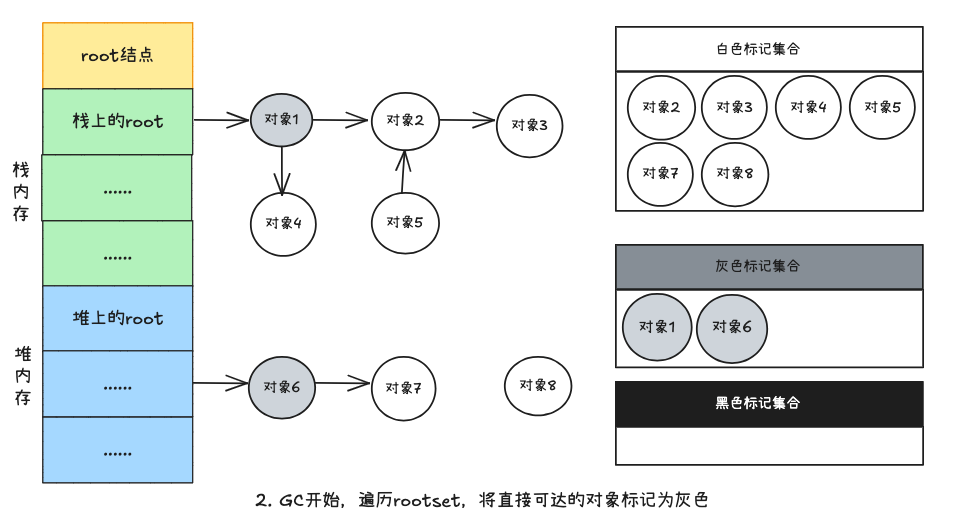 root结点
栈上的root
......
......
栈内存
堆上的root
......
......
堆内存
对象1
对象2
对象3
对象4
对象5
对象6
对象7
对象8
白色标记集合
对象2 对象3 对象4 对象5
对象7 对象8
灰色标记集合
对象1 对象6
黑色标记集合
2. GC开始，遍历rootset，将直接可达的对象标记为灰色